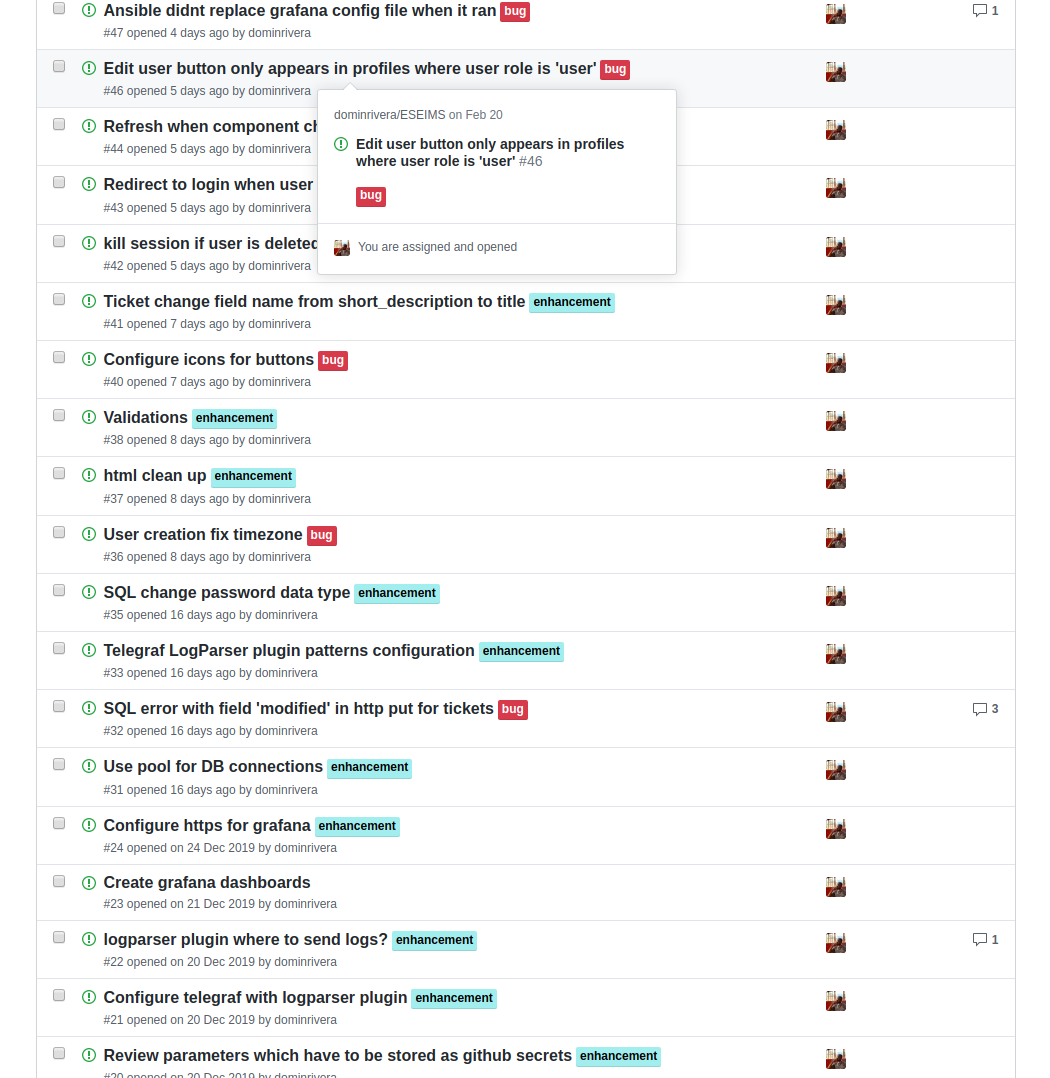 Ansible didnt replace grafana config file when it ran bug
1
#47 opened 4 days ago by dominrivera
Edit user button only appears in profiles where user role is 'user' bug
#46 opened 5 days ago by dominrivera
dominrivera/ESEIMS on Feb 20
Edit user button only appears in profiles
where user role is 'user' #46
bug
You are assigned and opened
Refresh when component
#44 opened 5 days ago by dominrivera
Redirect to login when user
#43 opened 5 days ago by dominrivera
kill session if user is deleted
#42 opened 5 days ago by dominrivera
Ticket change field name from short_description to title enhancement
#41 opened 7 days ago by dominrivera
Configure icons for buttons bug
#40 opened 7 days ago by dominrivera
Validations enhancement
#38 opened 8 days ago by dominrivera
html clean up enhancement
#37 opened 8 days ago by dominrivera
User creation fix timezone bug
#36 opened 8 days ago by dominrivera
SQL change password data type enhancement
#35 opened 16 days ago by dominrivera
Telegraf LogParser plugin patterns configuration enhancement
#33 opened 16 days ago by dominrivera
SQL error with field 'modified' in http put for tickets bug
3
#32 opened 16 days ago by dominrivera
Use pool for DB connections enhancement
#31 opened 16 days ago by dominrivera
Configure https for grafana enhancement
#24 opened on 24 Dec 2019 by dominrivera
Create grafana dashboards
#23 opened on 21 Dec 2019 by dominrivera
logparser plugin where to send logs? enhancement
1
#22 opened on 20 Dec 2019 by dominrivera
Configure telegraf with logparser plugin enhancement
#21 opened on 20 Dec 2019 by dominrivera
Review parameters which have to be stored as github secrets enhancement
#20 opened on 20 Dec 2019 by dominrivera